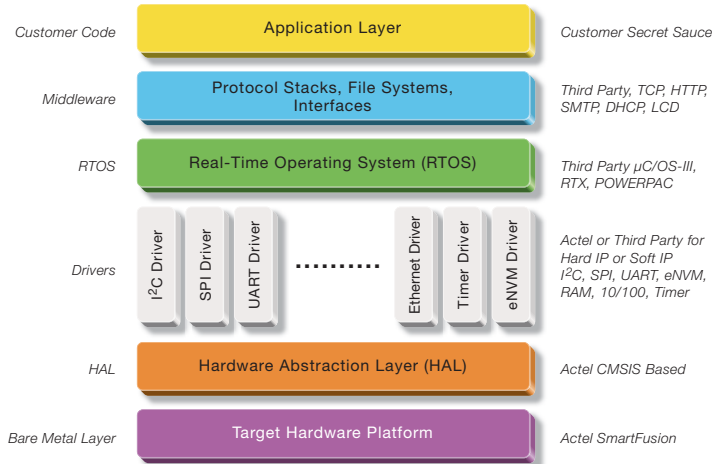 Customer Code
Application Layer
Customer Secret Sauce
Middleware
Protocol Stacks, File Systems,
Interfaces
Third Party, TCP, HTTP,
SMTP, DHCP, LCD
RTOS
Real-Time Operating System (RTOS)
Third Party µC/OS-III,
RTX, POWERPAC
Drivers
I²C Driver
SPI Driver
UART Driver
Ethernet Driver
Timer Driver
eNVM Driver
Actel or Third Party for
Hard IP or Soft IP
I²C, SPI, UART, eNVM,
RAM, 10/100, Timer
HAL
Hardware Abstraction Layer (HAL)
Actel CMSIS Based
Bare Metal Layer
Target Hardware Platform
Actel SmartFusion